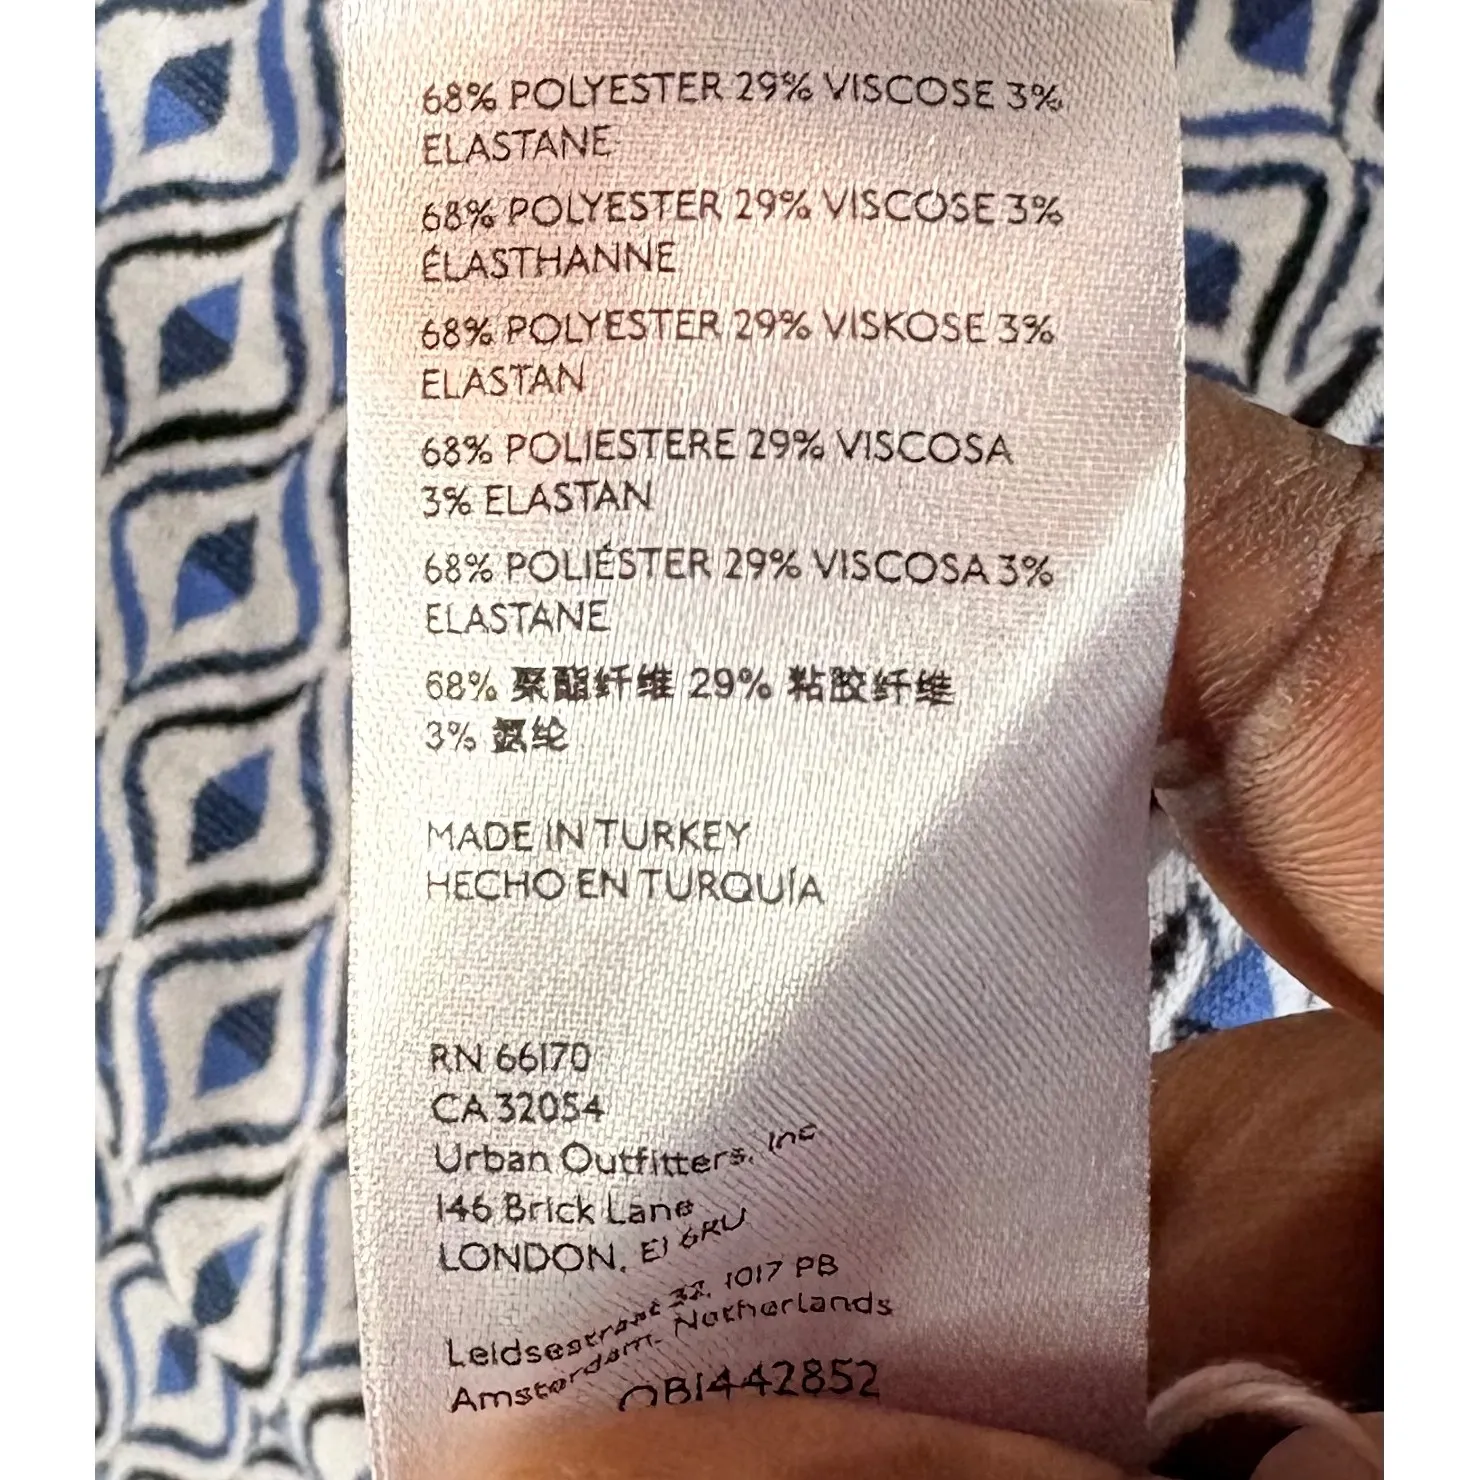 68% POLYESTER 29% VISCOSE 3%
ELASTANE
68% POLYESTER 29% VISCOSE 3%
ÉLASTHANNE
68% POLYESTER 29% VISKOSE 3%
ELASTAN
68% POLIESTERE 29% VISCOSA
3% ELASTAN
68% POLIÉSTER 29% VISCOSA 3%
ELASTANE
68% 聚酯纤维 29% 粘胶纤维
3% 氨纶
MADE IN TURKEY
HECHO EN TURQUÍA
RN 66170
CA 32054
Urban Outfitters, Inc
146 Brick Lane
LONDON, E1 6RU
Leidsestraat 32, 1017 PB
Amsterdam, Netherlands
OB1442852